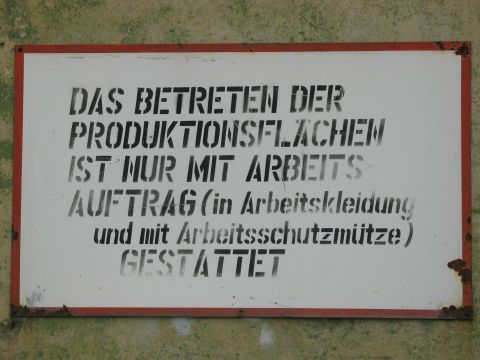 DAS BETRETEN DER
PRODUKTIONSFLÄCHEN
IST NUR MIT ARBEITS-
AUFTRAG (in Arbeitskleidung
und mit Arbeitsschutzmütze)
GESTATTET